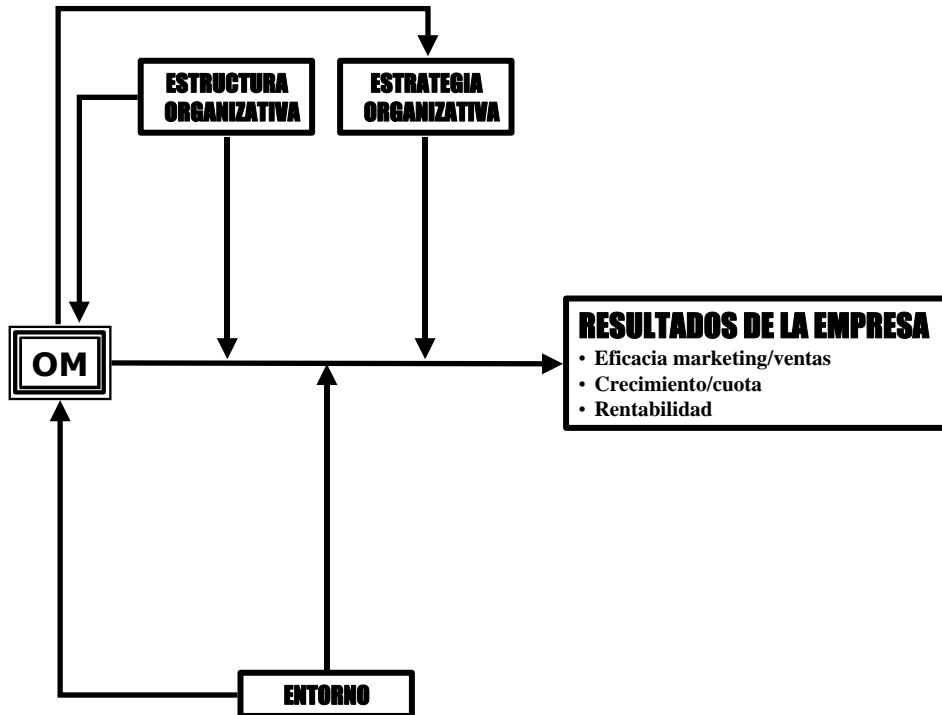 ESTRUCTURA
ORGANIZATIVA
ESTRATEGIA
ORGANIZATIVA
OM
RESULTADOS DE LA EMPRESA
• Eficacia marketing/ventas
• Crecimiento/cuota
• Rentabilidad
ENTORNO